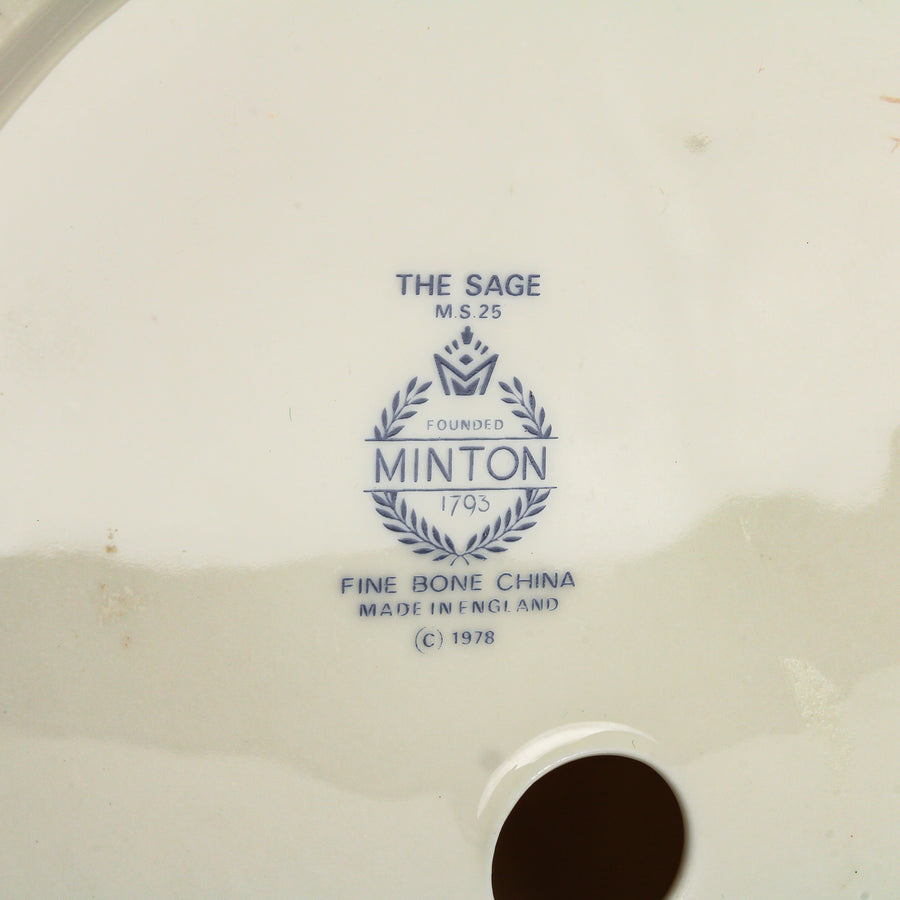 THE SAGE
M.S.25
FOUNDED
MINTON
1793
FINE BONE CHINA
MADE IN ENGLAND
(C) 1978